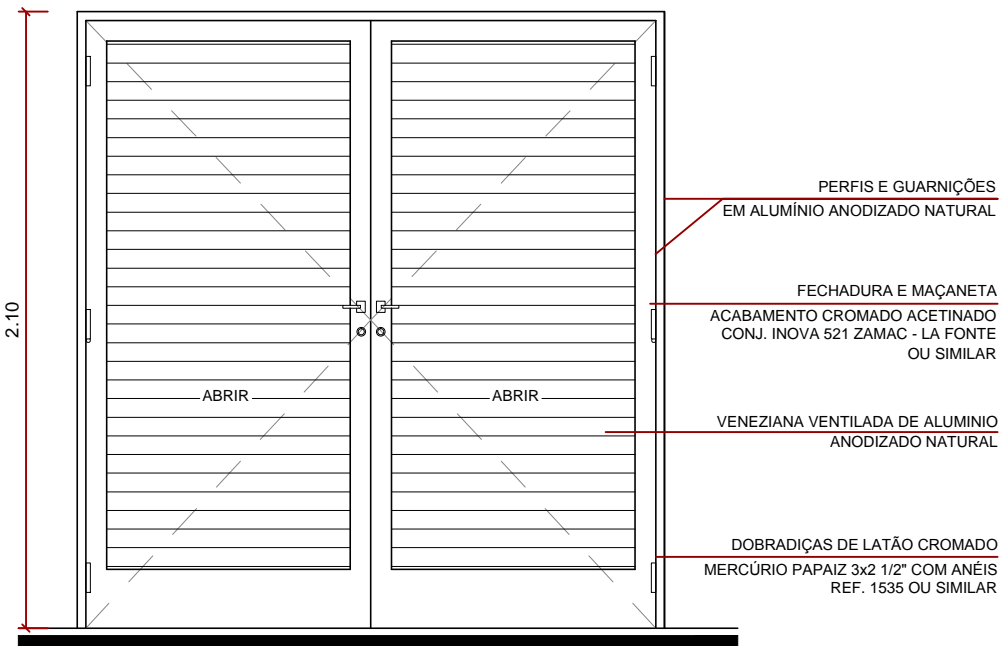 2.10
ABRIR
ABRIR
PERFIS E GUARNIÇÕES
EM ALUMÍNIO ANODIZADO NATURAL
FECHADURA E MAÇANETA
ACABAMENTO CROMADO ACETINADO
CONJ. INOVA 521 ZAMAC - LA FONTE
OU SIMILAR
VENEZIANA VENTILADA DE ALUMINIO
ANODIZADO NATURAL
DOBRADIÇAS DE LATÃO CROMADO
MERCÚRIO PAPAIZ 3x2 1/2" COM ANÉIS
REF. 1535 OU SIMILAR